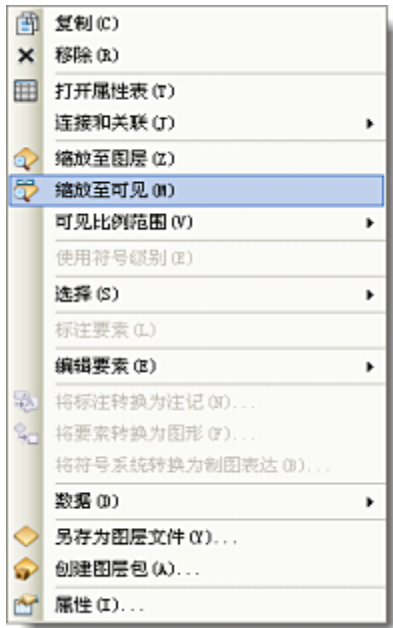 复制(C)
移除(R)
打开属性表(T)
连接和关联(J)
缩放至图层(Z)
缩放至可见(M)
可见比例范围(V)
使用符号级别(E)
选择(S)
标注要素(L)
编辑要素(E)
将标注转换为注记(N)...
将要素转换为图形(F)...
将符号系统转换为制图表达(B)...
数据(D)
另存为图层文件(Y)...
创建图层包(A)...
属性(I)...